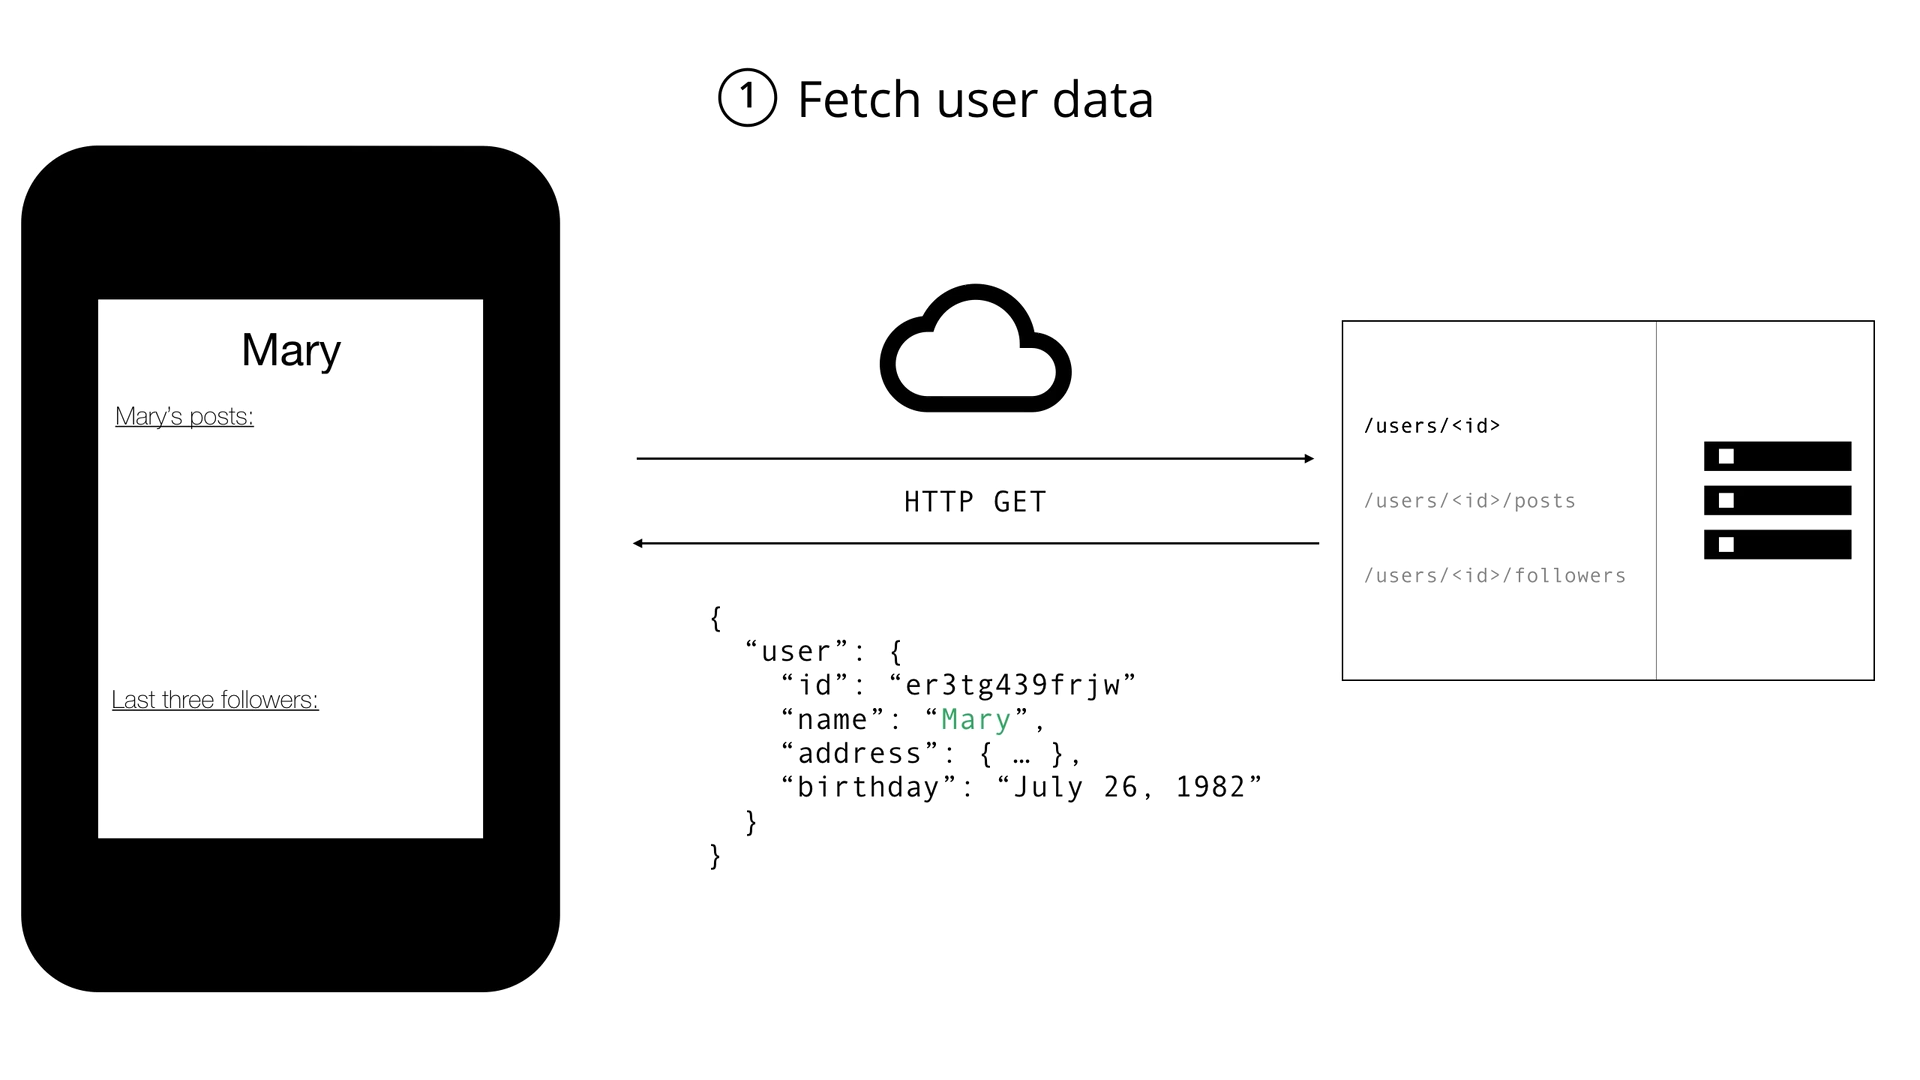 1 Fetch user data
Mary
Mary’s posts:
Last three followers:
HTTP GET
{
“user”: {
“id”: “er3tg439frjw”
“name”: “Mary”,
“address”: { … },
“birthday”: “July 26, 1982”
}
}
/users/<id>
/users/<id>/posts
/users/<id>/followers